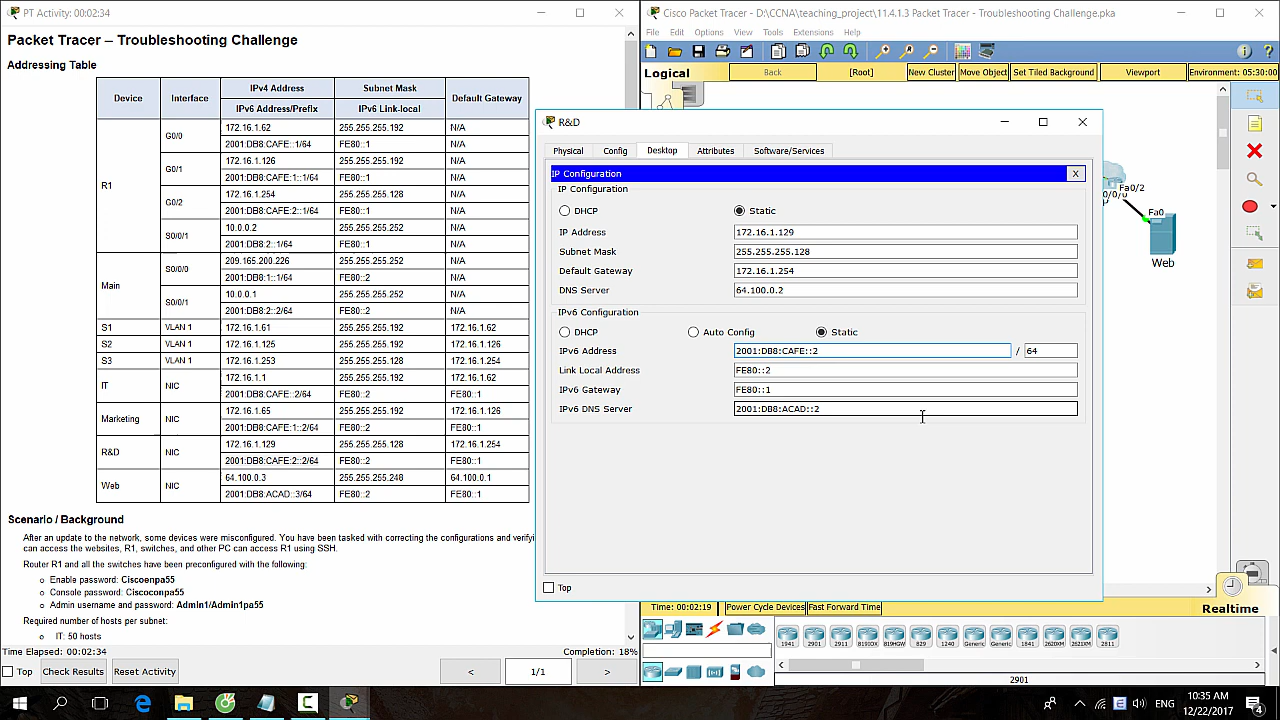 PT Activity: 00:02:34
Packet Tracer – Troubleshooting Challenge
Addressing Table
Device Interface IPv4 Address Subnet Mask Default Gateway
IPv6 Address/Prefix IPv6 Link-local
R1 G0/0 172.16.1.62 255.255.255.192 N/A
2001:DB8:CAFE::1/64 FE80::1 N/A
G0/1 172.16.1.126 255.255.255.192 N/A
2001:DB8:CAFE:1::1/64 FE80::1 N/A
G0/2 172.16.1.254 255.255.255.128 N/A
2001:DB8:CAFE:2::1/64 FE80::1 N/A
S0/0/1 10.0.0.2 255.255.255.252 N/A
2001:DB8:2::1/64 FE80::1 N/A
Main S0/0/0 209.165.200.226 255.255.255.252 N/A
2001:DB8:1::1/64 FE80::2 N/A
S0/0/1 10.0.0.1 255.255.255.252 N/A
2001:DB8:2::2/64 FE80::2 N/A
S1 VLAN 1 172.16.1.61 255.255.255.192 172.16.1.62
S2 VLAN 1 172.16.1.125 255.255.255.192 172.16.1.126
S3 VLAN 1 172.16.1.253 255.255.255.128 172.16.1.254
IT NIC 172.16.1.1 255.255.255.192 172.16.1.62
2001:DB8:CAFE::2/64 FE80::2 FE80::1
Marketing NIC 172.16.1.65 255.255.255.192 172.16.1.126
2001:DB8:CAFE:1::2/64 FE80::2 FE80::1
R&D NIC 172.16.1.129 255.255.255.128 172.16.1.254
2001:DB8:CAFE:2::2/64 FE80::2 FE80::1
Web NIC 64.100.0.3 255.255.255.248 64.100.0.1
2001:DB8:ACAD::3/64 FE80::2 FE80::1
Scenario / Background
After an update to the network, some devices were misconfigured. You have been tasked with correcting the configurations and verifyi
can access the websites, R1, switches, and other PC can access R1 using SSH.
Router R1 and all the switches have been preconfigured with the following:
o Enable password: Ciscoenpa55
o Console password: Ciscoconpa55
o Admin username and password: Admin1/Admin1pa55
Required number of hosts per subnet:
o IT: 50 hosts
Time Elapsed: 00:02:34 Completion: 18%
Top Check Results Reset Activity < 1/1 >
Cisco Packet Tracer - D:\CCNA\teaching_project\11.4.1.3 Packet Tracer - Troubleshooting Challenge.pka
File Edit Options View Tools Extensions Help
Logical Back [Root] New Cluster Move Object Set Tiled Background Viewport Environment: 05:30:00
R&D
Physical Config Desktop Attributes Software/Services
IP Configuration X
IP Configuration
DHCP Static
IP Address 172.16.1.129
Subnet Mask 255.255.255.128
Default Gateway 172.16.1.254
DNS Server 64.100.0.2
IPv6 Configuration
DHCP Auto Config Static
IPv6 Address 2001:DB8:CAFE::2 / 64
Link Local Address FE80::2
IPv6 Gateway FE80::1
IPv6 DNS Server 2001:DB8:ACAD::2
Top
Fa0/2
0/0/0
Fa0
Web
Time: 00:02:19 Power Cycle Devices Fast Forward Time Realtime
1941 2901 2911 819IOX 819HGW 829 1240 Generic Generic 1841 2620XM 2621XM 2811
2901
ENG 10:35 AM
12/22/2017
4